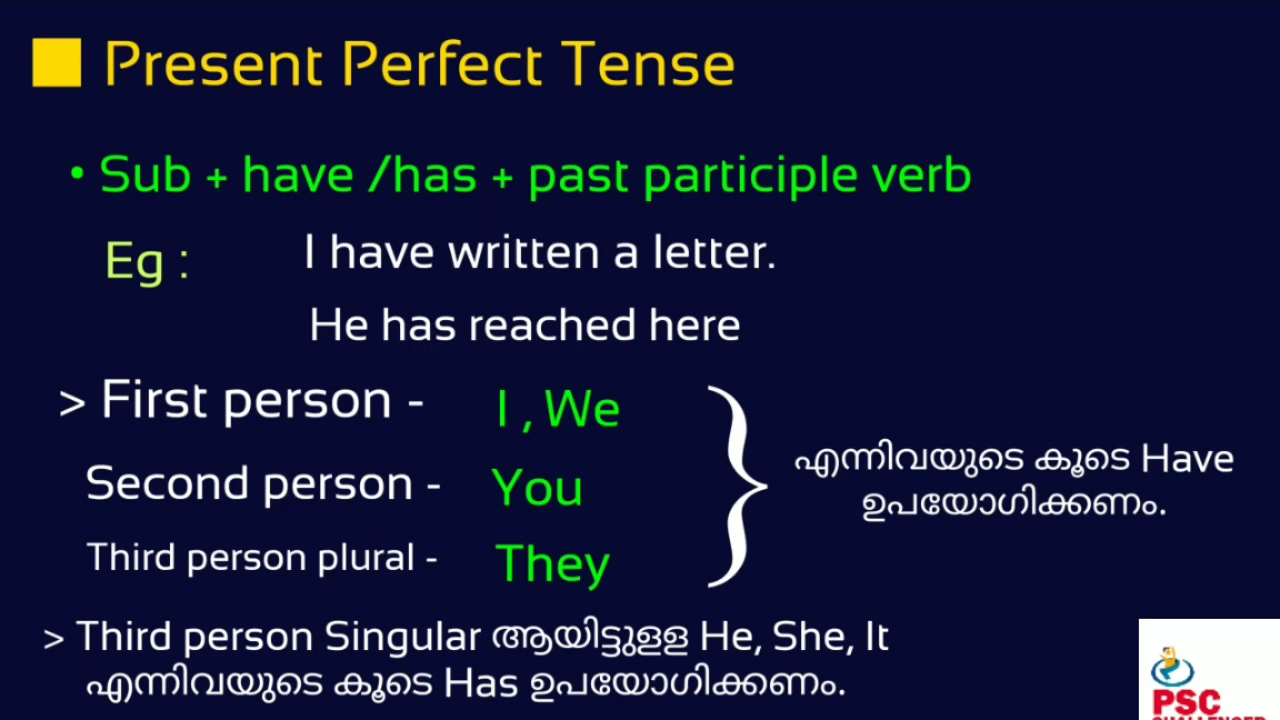 Present Perfect Tense
• Sub + have /has + past participle verb
Eg : I have written a letter.
He has reached here
> First person - I , We
Second person - You
Third person plural - They
എന്നിവയുടെ കൂടെ Have
ഉപയോഗിക്കണം.
> Third person Singular ആയിട്ടുളള He, She, It
എന്നിവയുടെ കൂടെ Has ഉപയോഗിക്കണം.
PSC